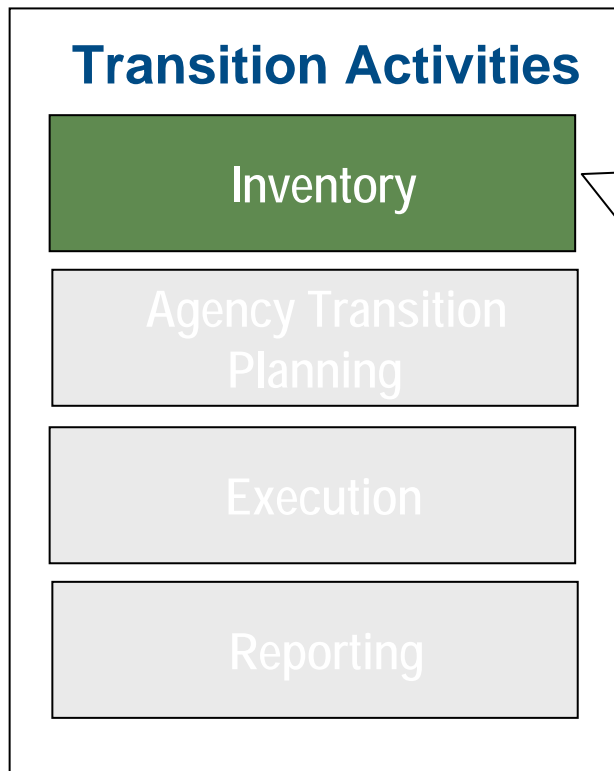 Transition Activities
Inventory
Agency Transition
Planning
Execution
Reporting